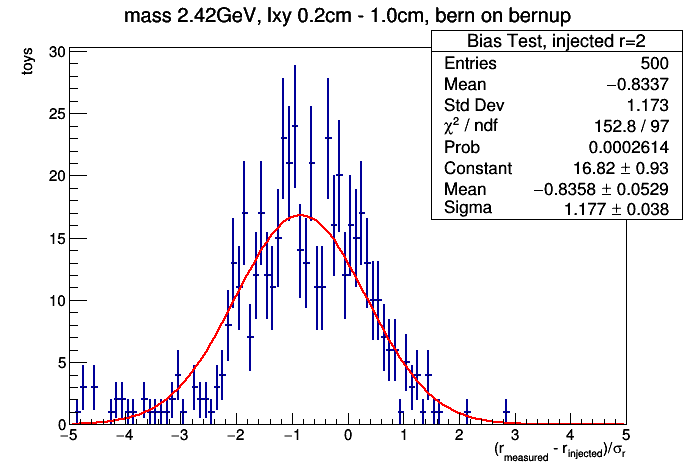 mass 2.42GeV, lxy 0.2cm - 1.0cm, bern on bernup
Bias Test, injected r=2
Entries 500
Mean −0.8337
Std Dev 1.173
χ² / ndf 152.8 / 97
Prob 0.0002614
Constant 16.82 ± 0.93
Mean −0.8358 ± 0.0529
Sigma 1.177 ± 0.038
toys
30
25
20
15
10
5
0
−5 −4 −3 −2 −1 0 1 2 3 4 5
(r_measured - r_injected)/σ_r